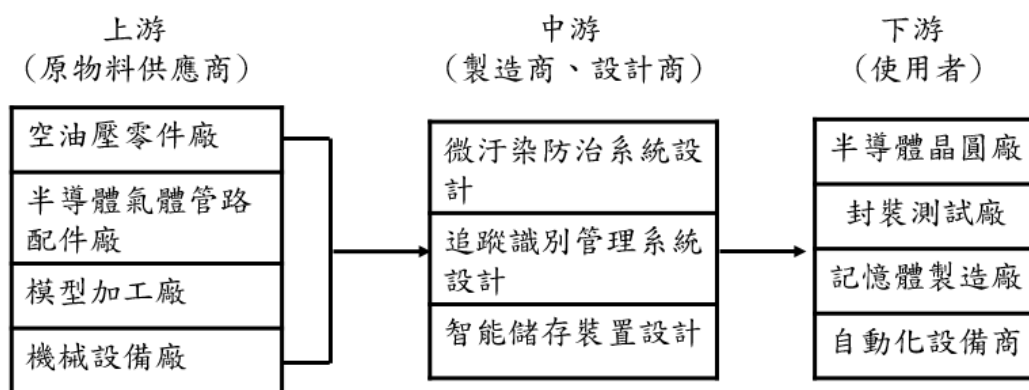 上游
（原物料供應商）
空油壓零件廠
半導體氣體管路
配件廠
模型加工廠
機械設備廠
中游
（製造商、設計商）
微汙染防治系統設
計
追蹤識別管理系統
設計
智能儲存裝置設計
下游
（使用者）
半導體晶圓廠
封裝測試廠
記憶體製造廠
自動化設備商